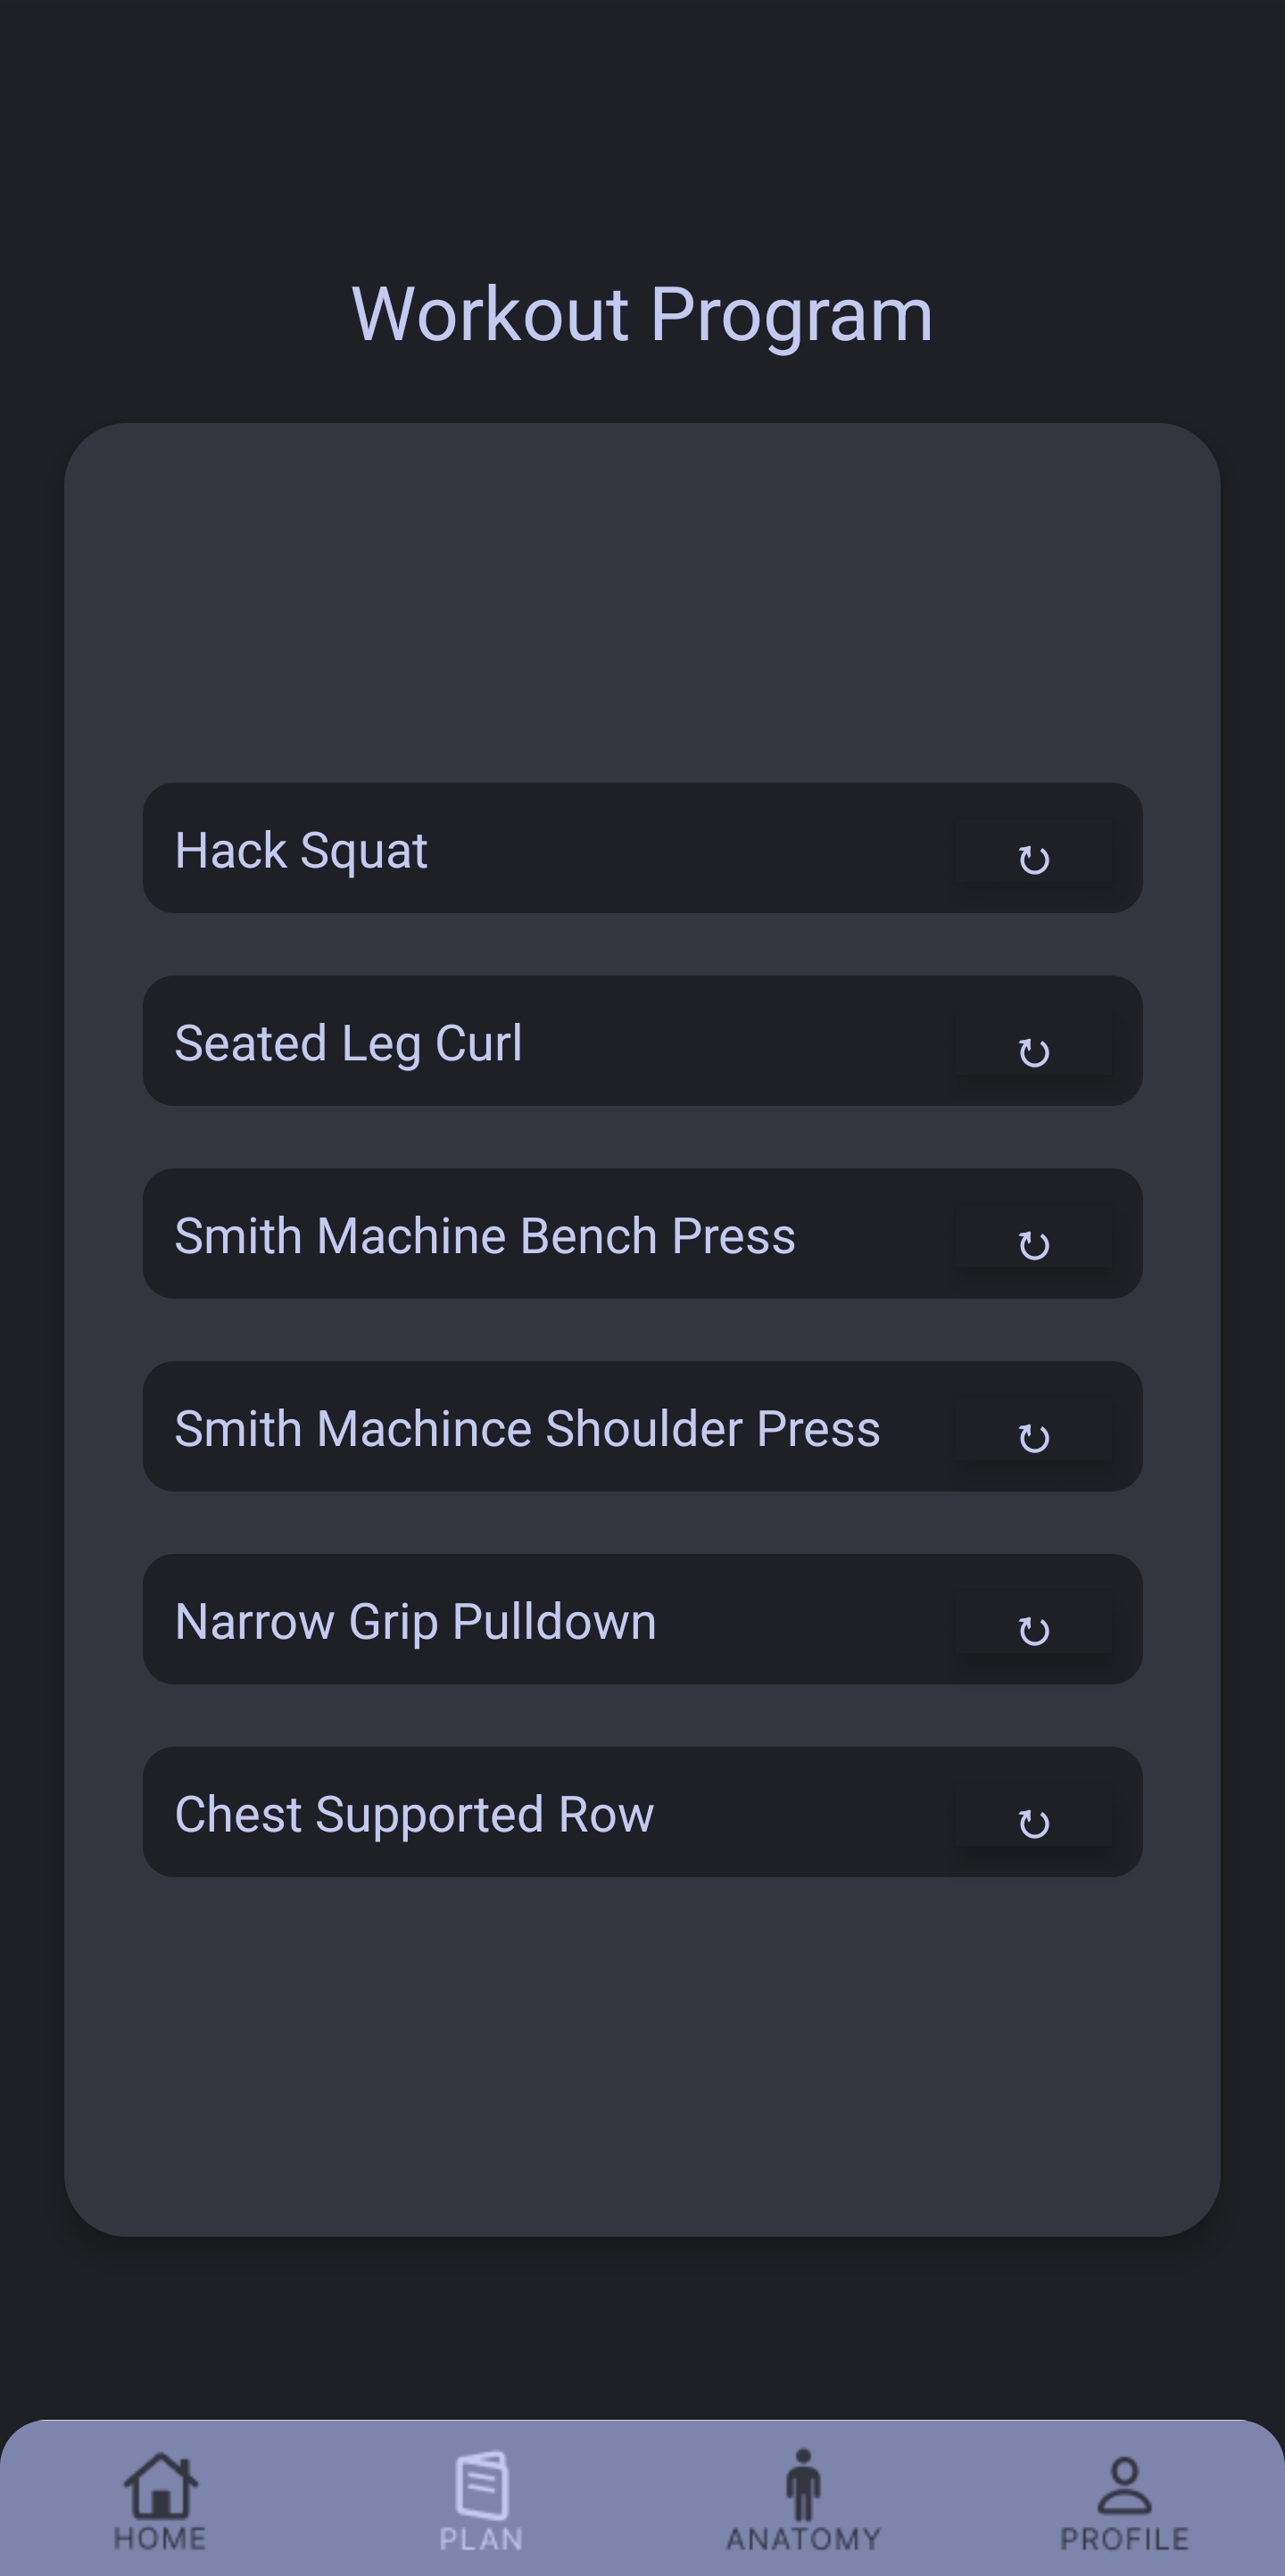 Workout Program
Hack Squat
Seated Leg Curl
Smith Machine Bench Press
Smith Machince Shoulder Press
Narrow Grip Pulldown
Chest Supported Row
HOME PLAN ANATOMY PROFILE